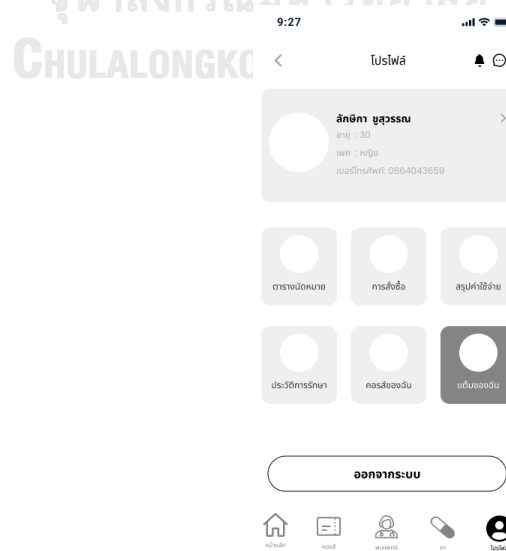 CHULALONGKO
9:27
โปรไฟล์
ลักษิกา ชูสุวรรณ
อายุ : 30
เพศ : หญิง
เบอร์โทรศัพท์: 0864043659
ตารางนัดหมาย การสั่งซื้อ สรุปค่าใช้จ่าย
ประวัติการรักษา คอรส์ของฉัน แต้มของฉัน
ออกจากระบบ
หน้าหลัก คอรส์ พบแพทย์ ยา โปรไฟล์